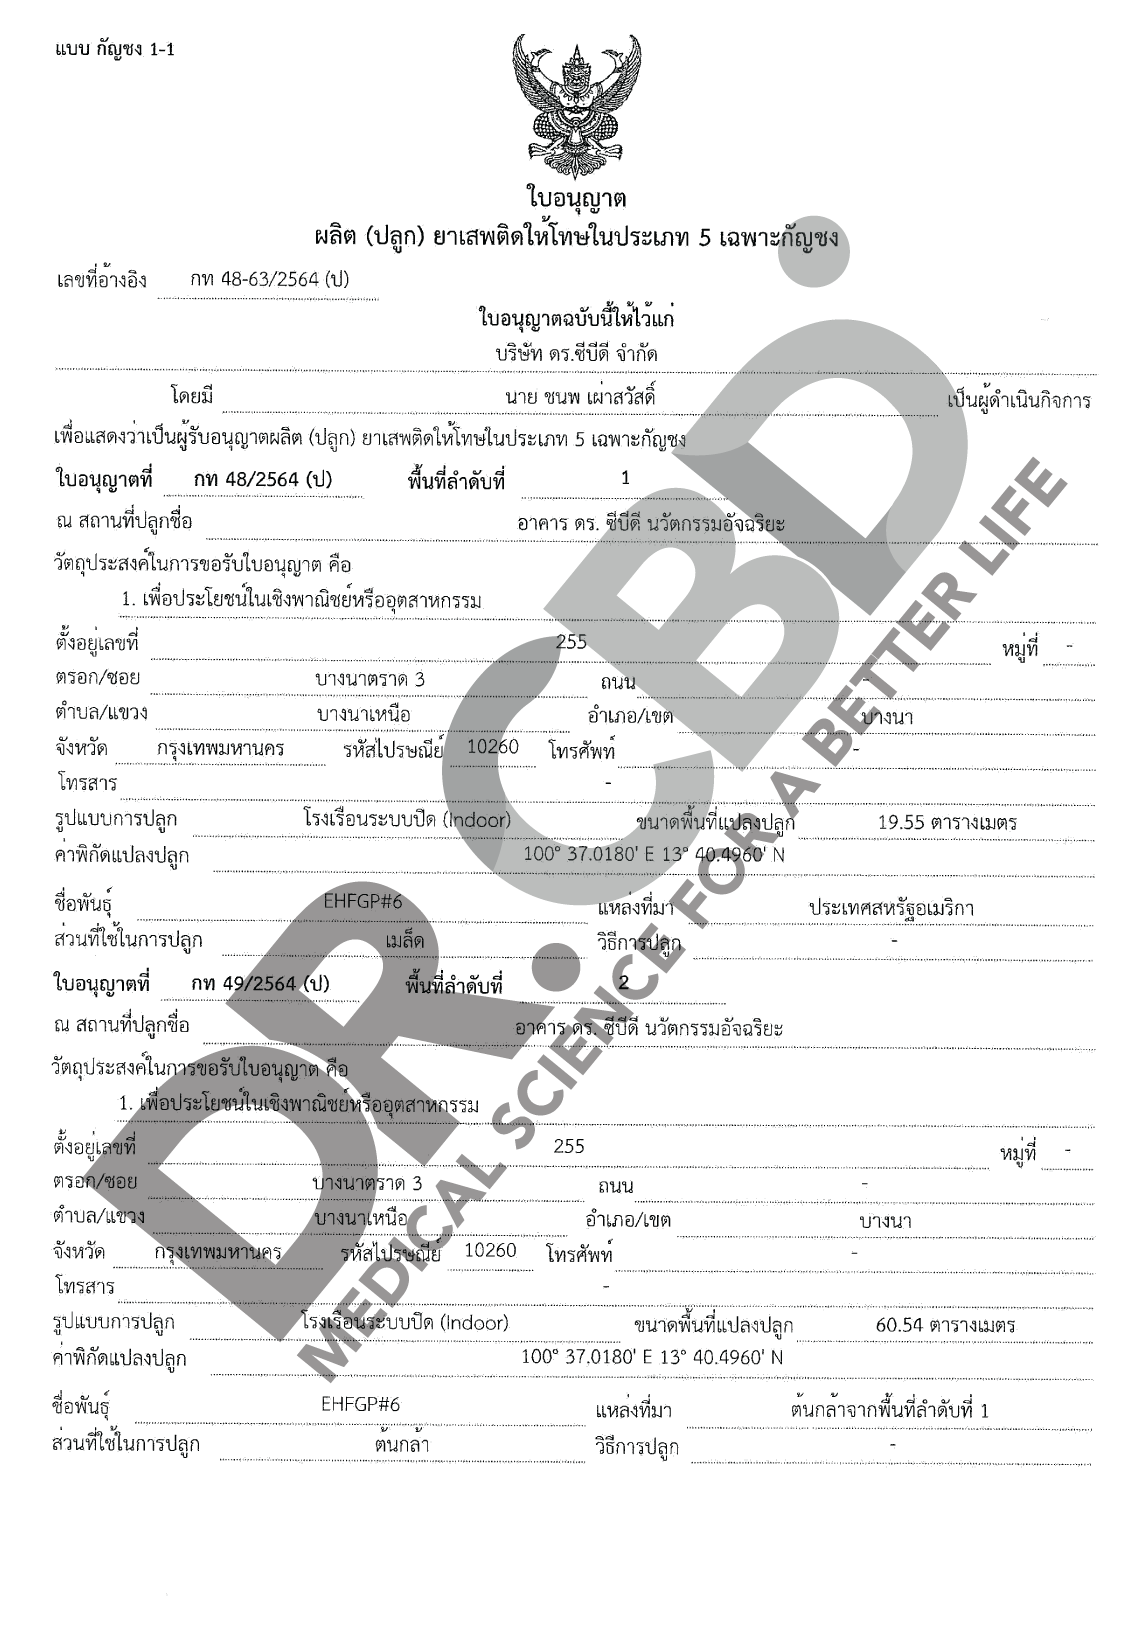 แบบ กัญชง 1-1
ใบอนุญาต
ผลิต (ปลูก) ยาเสพติดให้โทษในประเภท 5 เฉพาะกัญชง
เลขที่อ้างอิง กท 48-63/2564 (ป)
ใบอนุญาตฉบับนี้ให้ไว้แก่
บริษัท ดร.ซีบีดี จำกัด
โดยมี นาย ชนพ เผ่าสวัสดิ์ เป็นผู้ดำเนินกิจการ
เพื่อแสดงว่าเป็นผู้รับอนุญาตผลิต (ปลูก) ยาเสพติดให้โทษในประเภท 5 เฉพาะกัญชง
ใบอนุญาตที่ กท 48/2564 (ป) พื้นที่ลำดับที่ 1
ณ สถานที่ปลูกชื่อ อาคาร ดร. ซีบีดี นวัตกรรมอัจฉริยะ
วัตถุประสงค์ในการขอรับใบอนุญาต คือ
1. เพื่อประโยชน์ในเชิงพาณิชย์หรืออุตสาหกรรม
ตั้งอยู่เลขที่ 255 หมู่ที่ -
ตรอก/ซอย บางนาตราด 3 ถนน -
ตำบล/แขวง บางนาเหนือ อำเภอ/เขต บางนา
จังหวัด กรุงเทพมหานคร รหัสไปรษณีย์ 10260 โทรศัพท์ -
โทรสาร -
รูปแบบการปลูก โรงเรือนระบบปิด (Indoor) ขนาดพื้นที่แปลงปลูก 19.55 ตารางเมตร
ค่าพิกัดแปลงปลูก 100° 37.0180' E 13° 40.4960' N
ชื่อพันธุ์ EHFGP#6 แหล่งที่มา ประเทศสหรัฐอเมริกา
ส่วนที่ใช้ในการปลูก เมล็ด วิธีการปลูก -
ใบอนุญาตที่ กท 49/2564 (ป) พื้นที่ลำดับที่ 2
ณ สถานที่ปลูกชื่อ อาคาร ดร. ซีบีดี นวัตกรรมอัจฉริยะ
วัตถุประสงค์ในการขอรับใบอนุญาต คือ
1. เพื่อประโยชน์ในเชิงพาณิชย์หรืออุตสาหกรรม
ตั้งอยู่เลขที่ 255 หมู่ที่ -
ตรอก/ซอย บางนาตราด 3 ถนน -
ตำบล/แขวง บางนาเหนือ อำเภอ/เขต บางนา
จังหวัด กรุงเทพมหานคร รหัสไปรษณีย์ 10260 โทรศัพท์ -
โทรสาร -
รูปแบบการปลูก โรงเรือนระบบปิด (Indoor) ขนาดพื้นที่แปลงปลูก 60.54 ตารางเมตร
ค่าพิกัดแปลงปลูก 100° 37.0180' E 13° 40.4960' N
ชื่อพันธุ์ EHFGP#6 แหล่งที่มา ต้นกล้าจากพื้นที่ลำดับที่ 1
ส่วนที่ใช้ในการปลูก ต้นกล้า วิธีการปลูก -
DR.CBD.
MEDICAL SCIENCE FOR A BETTER LIFE